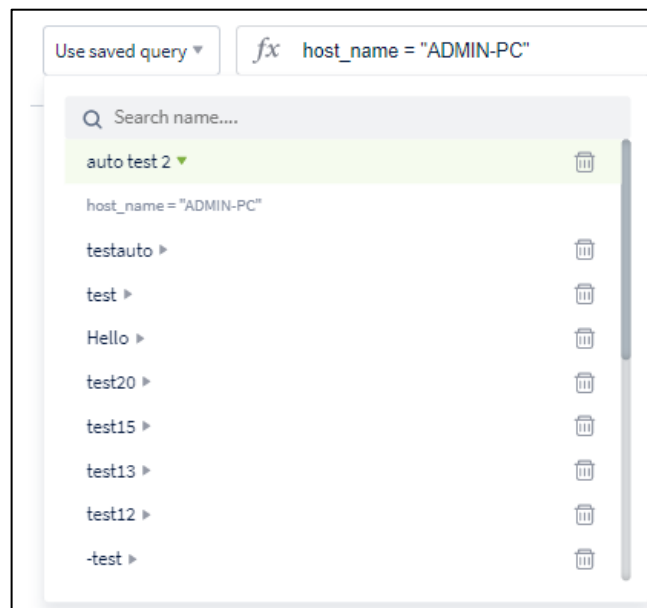 Use saved query fx host_name = "ADMIN-PC"
Search name....
auto test 2
host_name = "ADMIN-PC"
testauto
test
Hello
test20
test15
test13
test12
-test